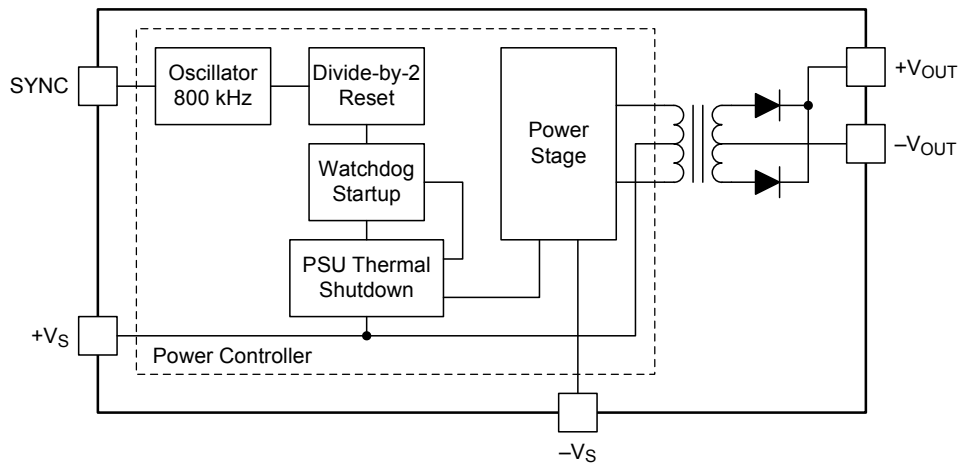 SYNC
Oscillator
800 kHz
Divide-by-2
Reset
Watchdog
Startup
PSU Thermal
Shutdown
Power
Stage
+VOUT
–VOUT
+VS
Power Controller
–VS